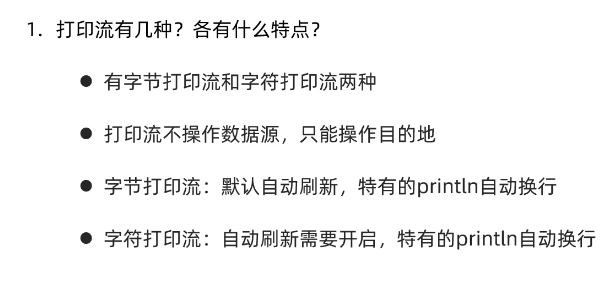 1. 打印流有几种？各有什么特点？
● 有字节打印流和字符打印流两种
● 打印流不操作数据源，只能操作目的地
● 字节打印流：默认自动刷新，特有的println自动换行
● 字符打印流：自动刷新需要开启，特有的println自动换行